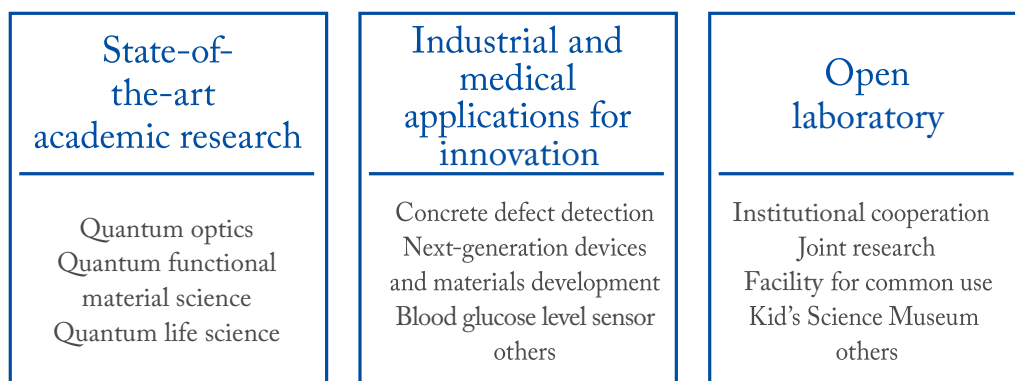 State-of-
the-art
academic research
Quantum optics
Quantum functional
material science
Quantum life science
Industrial and
medical
applications for
innovation
Concrete defect detection
Next-generation devices
and materials development
Blood glucose level sensor
others
Open
laboratory
Institutional cooperation
Joint research
Facility for common use
Kid's Science Museum
others